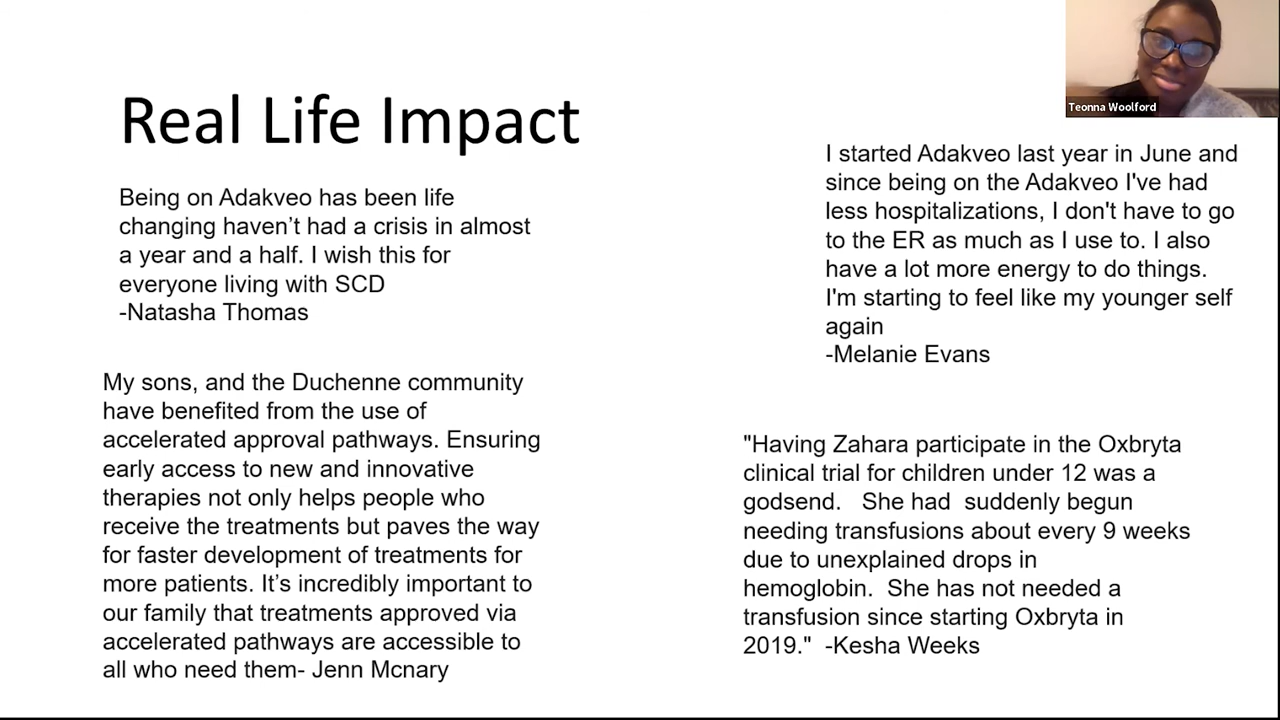 Teonna Woolford
Real Life Impact
Being on Adakveo has been life
changing haven’t had a crisis in almost
a year and a half. I wish this for
everyone living with SCD
-Natasha Thomas
My sons, and the Duchenne community
have benefited from the use of
accelerated approval pathways. Ensuring
early access to new and innovative
therapies not only helps people who
receive the treatments but paves the way
for faster development of treatments for
more patients. It’s incredibly important to
our family that treatments approved via
accelerated pathways are accessible to
all who need them- Jenn Mcnary
I started Adakveo last year in June and
since being on the Adakveo I've had
less hospitalizations, I don't have to go
to the ER as much as I use to. I also
have a lot more energy to do things.
I'm starting to feel like my younger self
again
-Melanie Evans
"Having Zahara participate in the Oxbryta
clinical trial for children under 12 was a
godsend.   She had  suddenly begun
needing transfusions about every 9 weeks
due to unexplained drops in
hemoglobin.  She has not needed a
transfusion since starting Oxbryta in
2019."  -Kesha Weeks